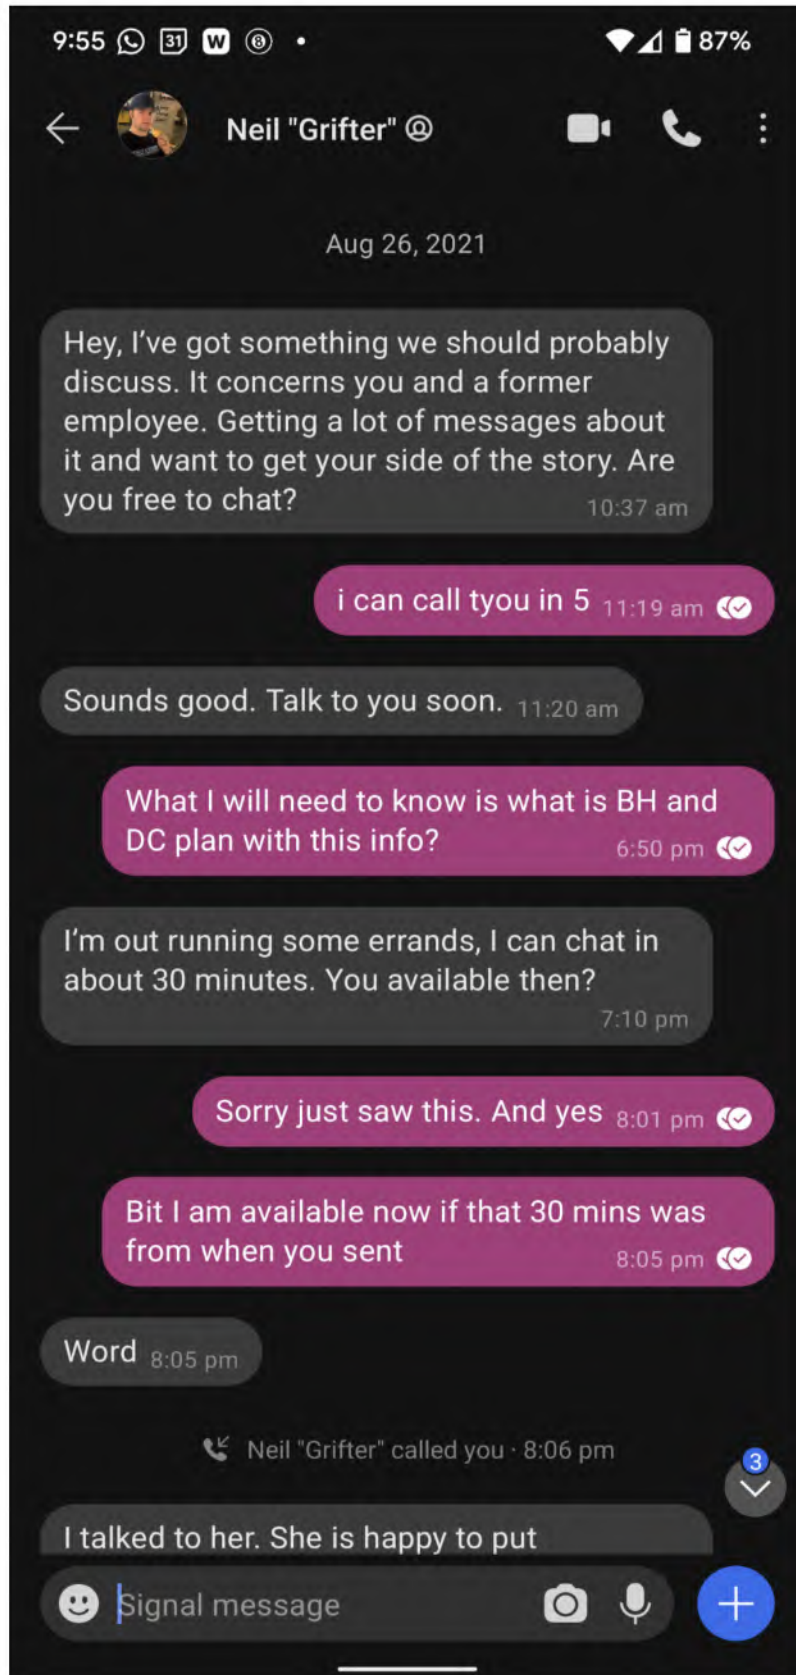 9:55 31 W 8 87%
Neil "Grifter"
Aug 26, 2021
Hey, I've got something we should probably
discuss. It concerns you and a former
employee. Getting a lot of messages about
it and want to get your side of the story. Are
you free to chat?
10:37 am
i can call tyou in 5 11:19 am
Sounds good. Talk to you soon. 11:20 am
What I will need to know is what is BH and
DC plan with this info?
6:50 pm
I'm out running some errands, I can chat in
about 30 minutes. You available then?
7:10 pm
Sorry just saw this. And yes 8:01 pm
Bit I am available now if that 30 mins was
from when you sent
8:05 pm
Word 8:05 pm
Neil "Grifter" called you · 8:06 pm
3
I talked to her. She is happy to put
Signal message